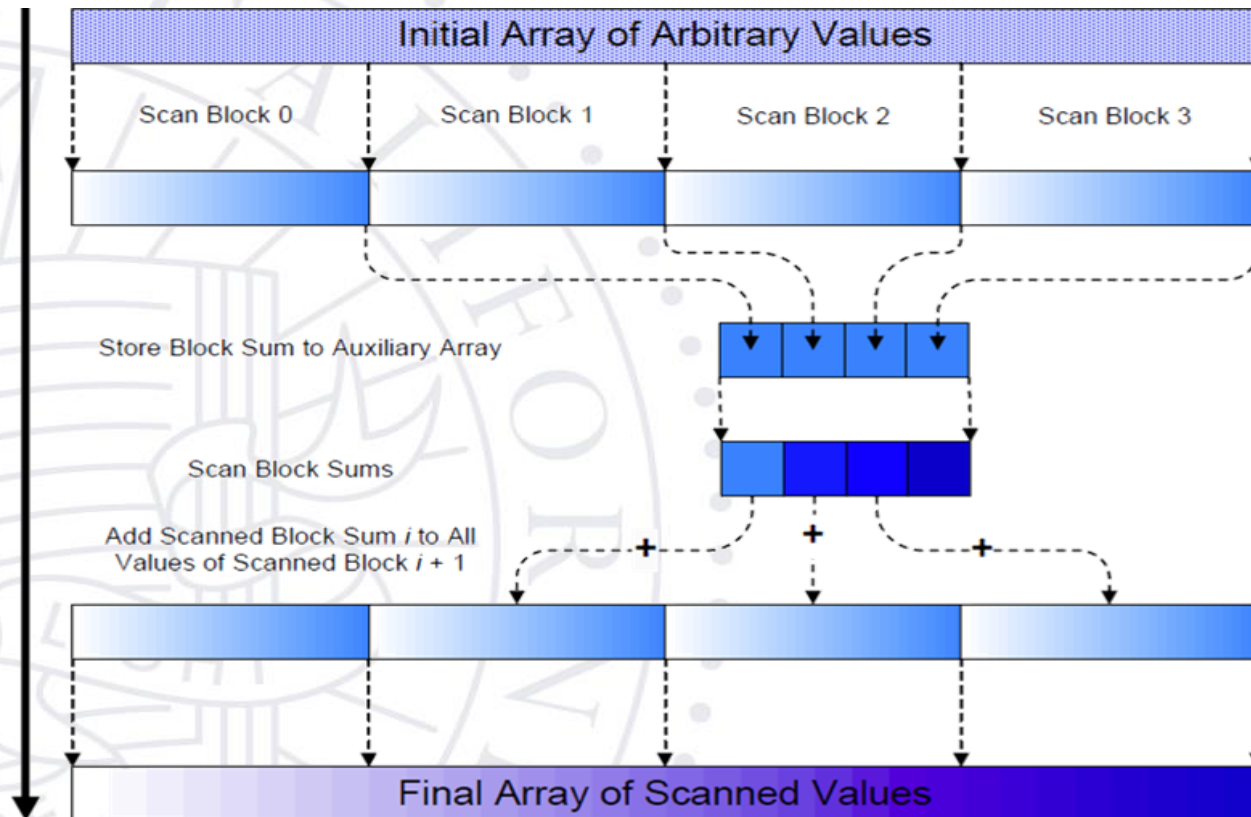 Initial Array of Arbitrary Values
Scan Block 0
Scan Block 1
Scan Block 2
Scan Block 3
Store Block Sum to Auxiliary Array
Scan Block Sums
Add Scanned Block Sum i to All
Values of Scanned Block i + 1
+
+
+
Final Array of Scanned Values